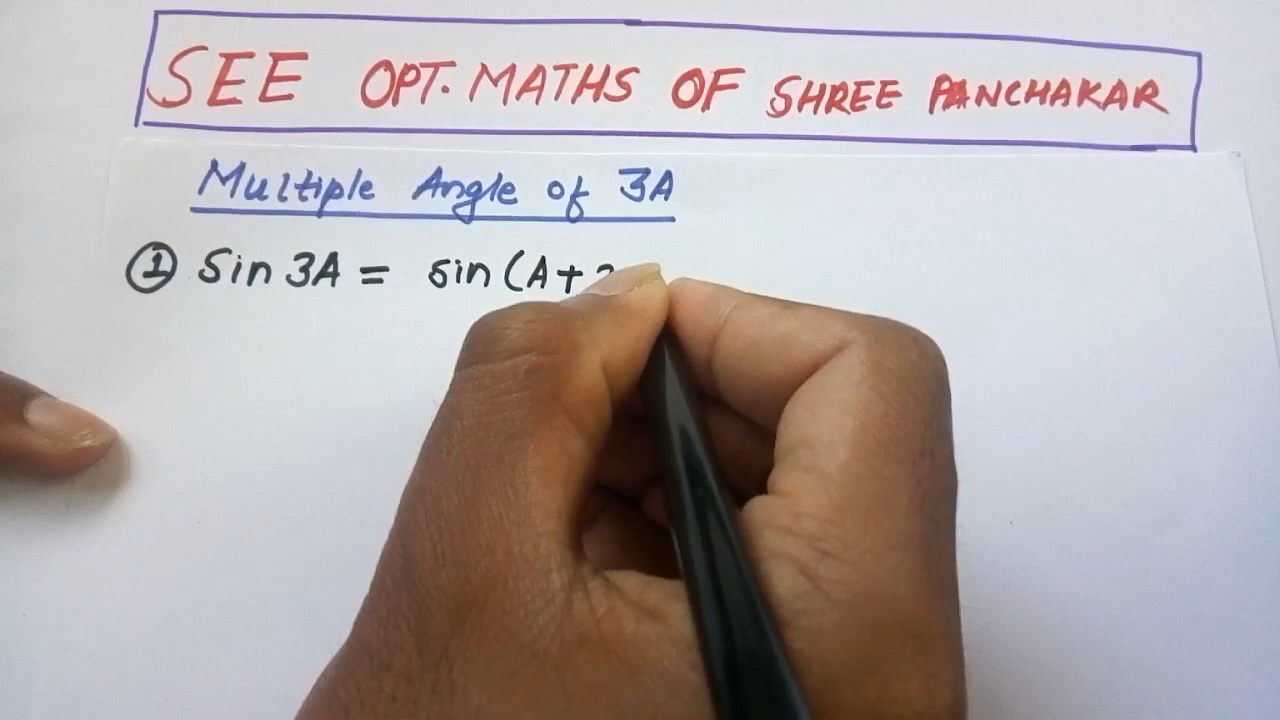 SEE OPT. MATHS OF SHREE PANCHAKAR
Multiple Angle of 3A
① Sin 3A = sin (A+